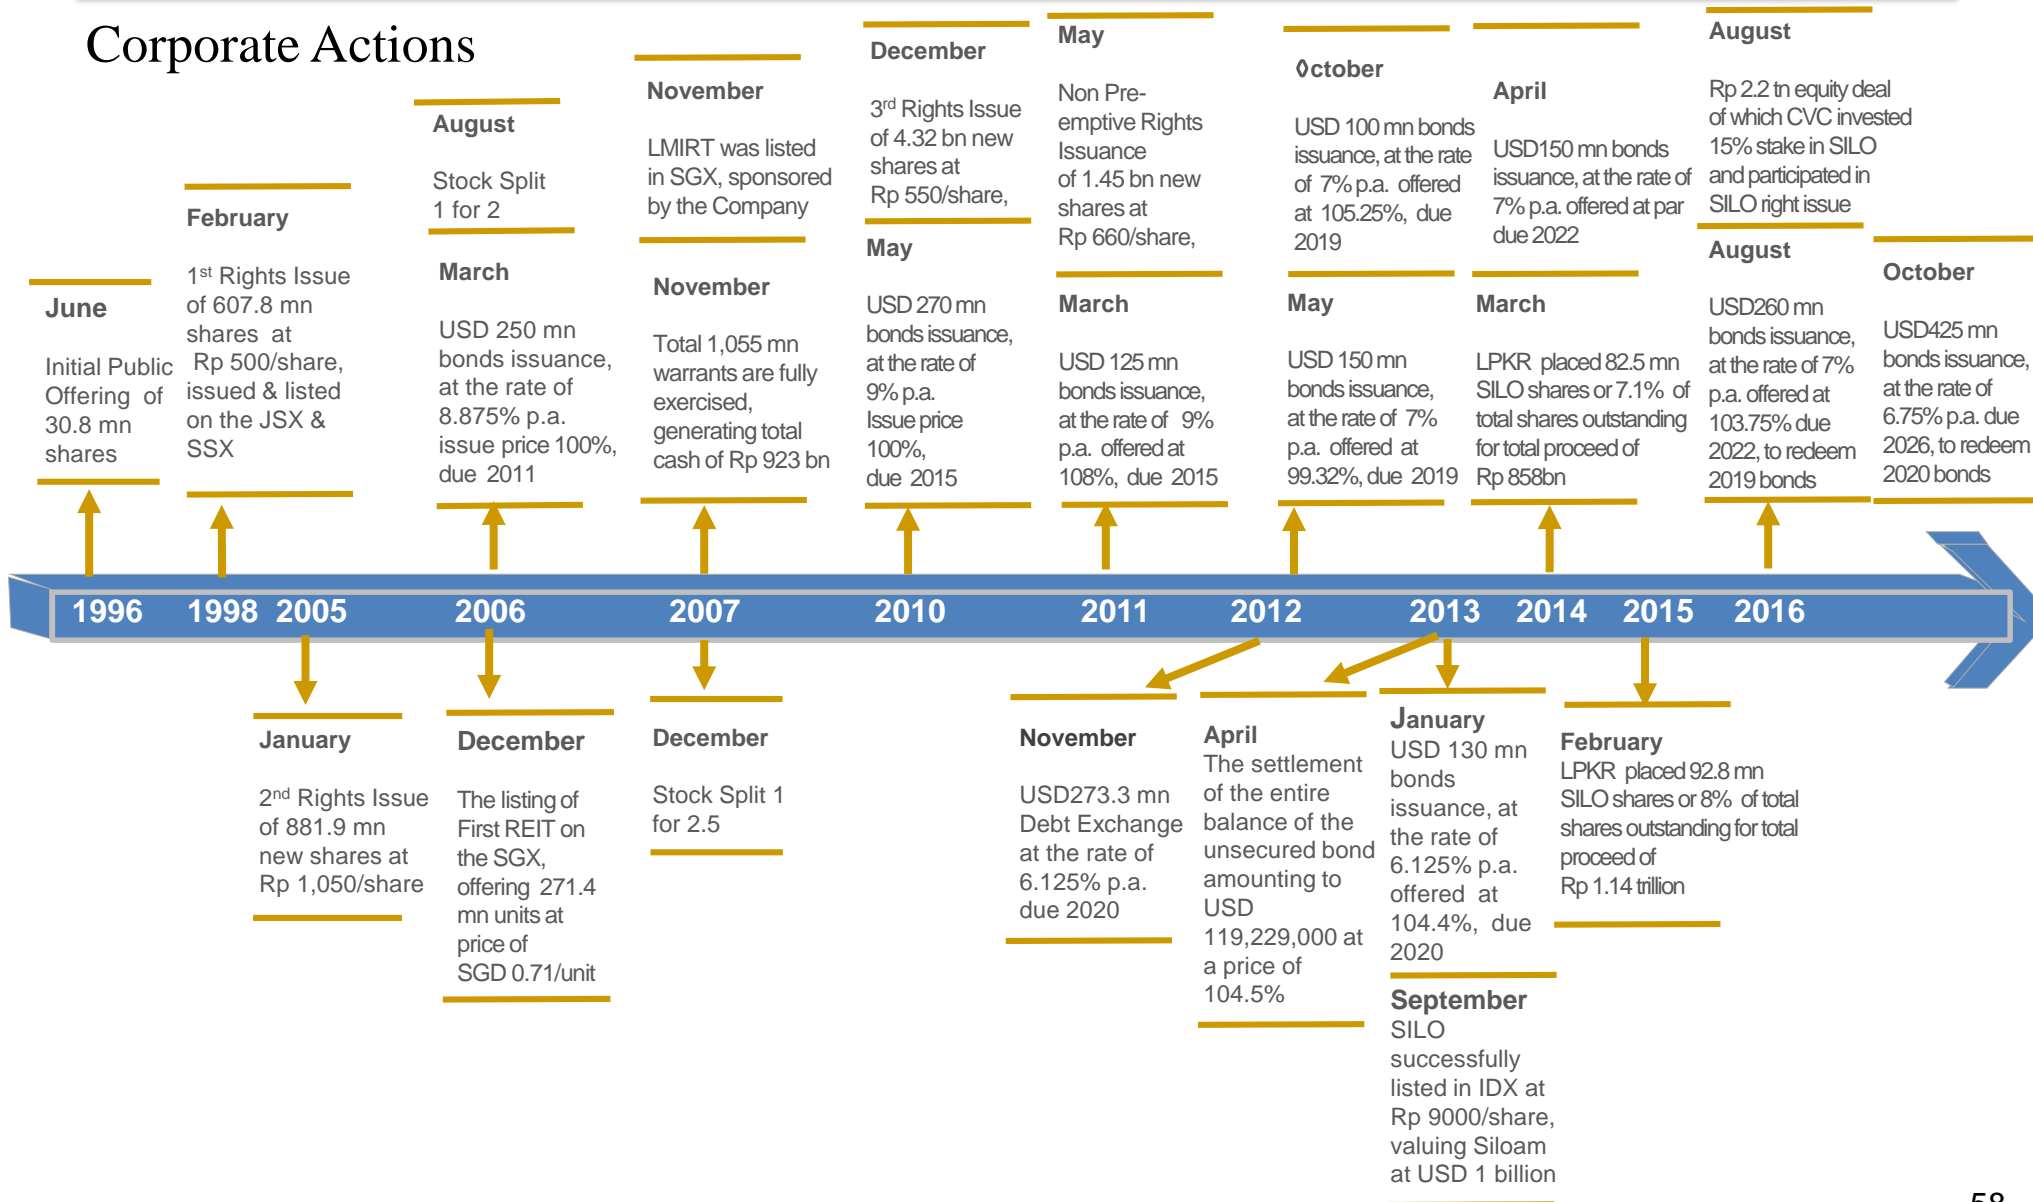 Corporate Actions
June
Initial Public
Offering of
30.8 mn
shares
February
1st Rights Issue
of 607.8 mn
shares at
Rp 500/share,
issued & listed
on the JSX &
SSX
August
Stock Split
1 for 2
March
USD 250 mn
bonds issuance,
at the rate of
8.875% p.a.
issue price 100%,
due 2011
November
LMIRT was listed
in SGX, sponsored
by the Company
November
Total 1,055 mn
warrants are fully
exercised,
generating total
cash of Rp 923 bn
December
3rd Rights Issue
of 4.32 bn new
shares at
Rp 550/share,
May
USD 270 mn
bonds issuance,
at the rate of
9% p.a.
Issue price
100%,
due 2015
May
Non Pre-
emptive Rights
Issuance
of 1.45 bn new
shares at
Rp 660/share,
March
USD 125 mn
bonds issuance,
at the rate of 9%
p.a. offered at
108%, due 2015
◊ctober
USD 100 mn bonds
issuance, at the rate
of 7% p.a. offered
at 105.25%, due
2019
May
USD 150 mn
bonds issuance,
at the rate of 7%
p.a. offered at
99.32%, due 2019
April
USD150 mn bonds
issuance, at the rate of
7% p.a. offered at par
due 2022
March
LPKR placed 82.5 mn
SILO shares or 7.1% of
total shares outstanding
for total proceed of
Rp 858bn
August
Rp 2.2 tn equity deal
of which CVC invested
15% stake in SILO
and participated in
SILO right issue
August
USD260 mn
bonds issuance,
at the rate of 7%
p.a. offered at
103.75% due
2022, to redeem
2019 bonds
October
USD425 mn
bonds issuance,
at the rate of
6.75% p.a. due
2026, to redeem
2020 bonds
1996 1998 2005 2006 2007 2010 2011 2012 2013 2014 2015 2016
January
2nd Rights Issue
of 881.9 mn
new shares at
Rp 1,050/share
December
The listing of
First REIT on
the SGX,
offering 271.4
mn units at
price of
SGD 0.71/unit
December
Stock Split 1
for 2.5
November
USD273.3 mn
Debt Exchange
at the rate of
6.125% p.a.
due 2020
April
The settlement
of the entire
balance of the
unsecured bond
amounting to
USD
119,229,000 at
a price of
104.5%
January
USD 130 mn
bonds
issuance, at
the rate of
6.125% p.a.
offered at
104.4%, due
2020
September
SILO
successfully
listed in IDX at
Rp 9000/share,
valuing Siloam
at USD 1 billion
February
LPKR placed 92.8 mn
SILO shares or 8% of total
shares outstanding for total
proceed of
Rp 1.14 trillion
58